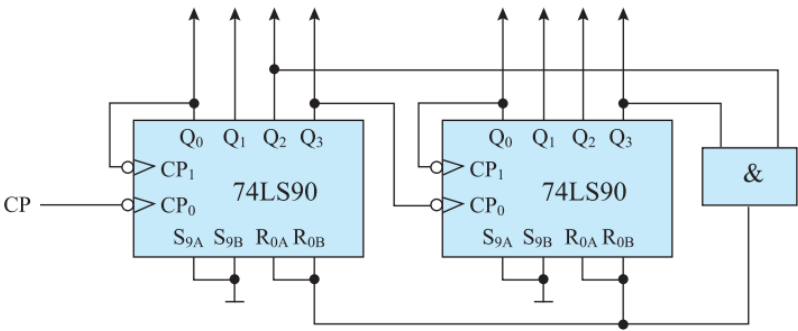 Q₀ Q₁ Q₂ Q₃ Q₀ Q₁ Q₂ Q₃
CP₁ CP₁ &
74LS90 74LS90
CP CP₀ CP₀
S₉A S₉B R₀A R₀B S₉A S₉B R₀A R₀B